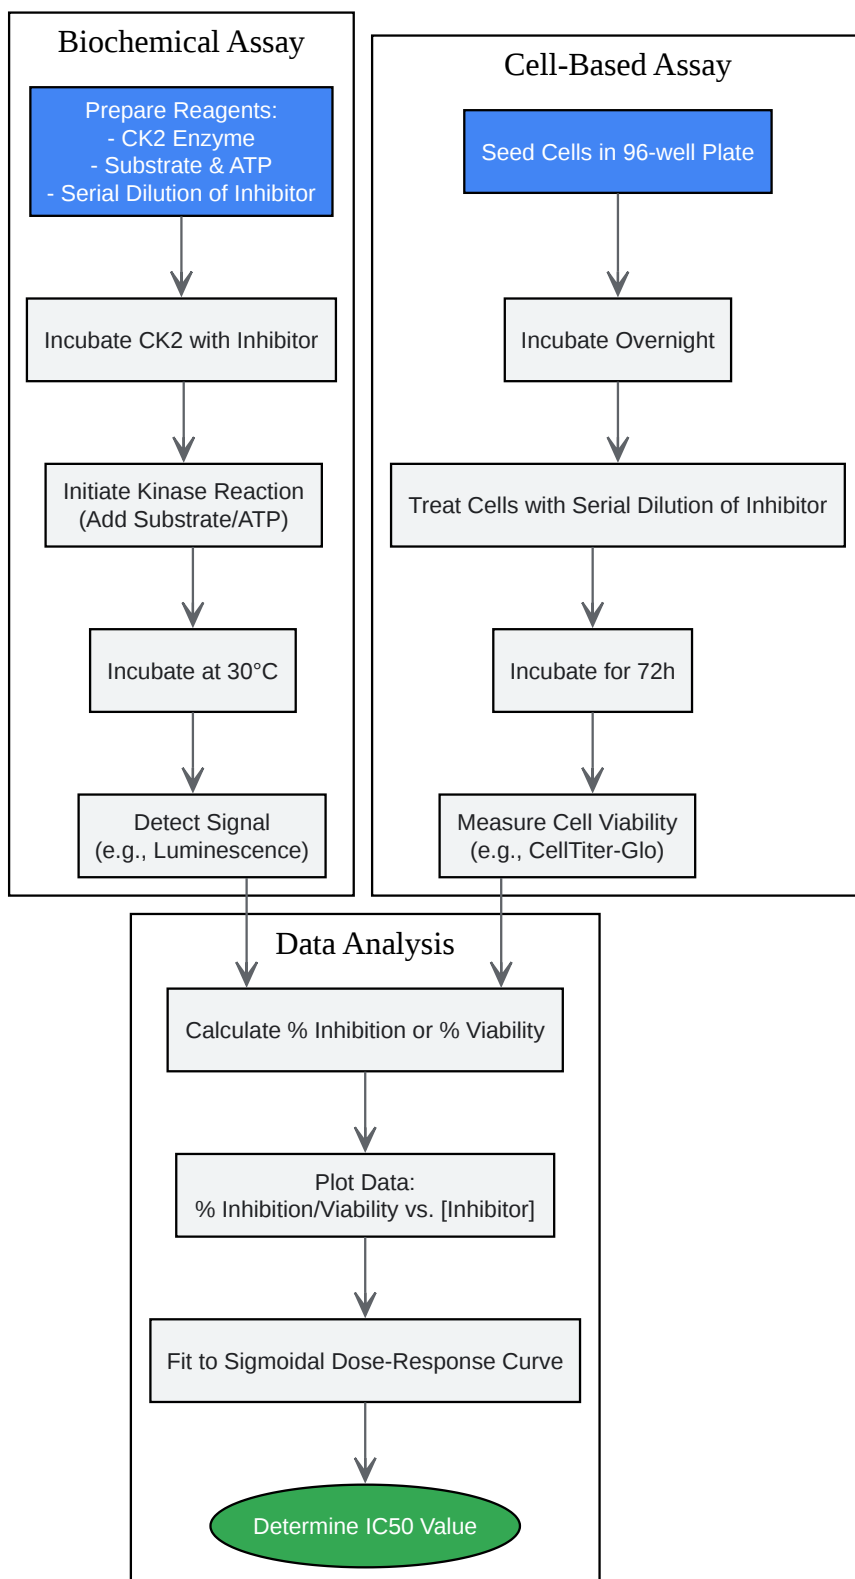 Biochemical Assay
Prepare Reagents:
- CK2 Enzyme
- Substrate & ATP
- Serial Dilution of Inhibitor
Incubate CK2 with Inhibitor
Initiate Kinase Reaction
(Add Substrate/ATP)
Incubate at 30°C
Detect Signal
(e.g., Luminescence)
Cell-Based Assay
Seed Cells in 96-well Plate
Incubate Overnight
Treat Cells with Serial Dilution of Inhibitor
Incubate for 72h
Measure Cell Viability
(e.g., CellTiter-Glo)
Data Analysis
Calculate % Inhibition or % Viability
Plot Data:
% Inhibition/Viability vs. [Inhibitor]
Fit to Sigmoidal Dose-Response Curve
Determine IC50 Value